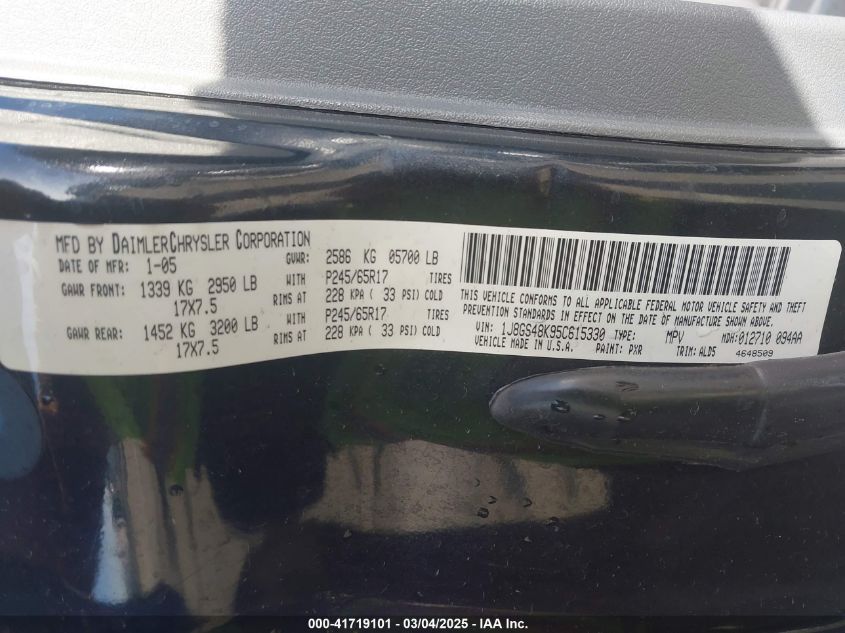 MFD BY DAIMLERCHRYSLER CORPORATION
DATE OF MFR: 1-05 GVWR: 2586 KG 05700 LB
GAWR FRONT: 1339 KG 2950 LB WITH P245/65R17 TIRES
17X7.5 RIMS AT 228 KPA ( 33 PSI) COLD
GAWR REAR: 1452 KG 3200 LB WITH P245/65R17 TIRES
17X7.5 RIMS AT 228 KPA ( 33 PSI) COLD
THIS VEHICLE CONFORMS TO ALL APPLICABLE FEDERAL MOTOR VEHICLE SAFETY AND THEFT
PREVENTION STANDARDS IN EFFECT ON THE DATE OF MANUFACTURE SHOWN ABOVE.
VIN: 1J8GS48K95C615330 TYPE: MPV MDH:012710 094AA
VEHICLE MADE IN U.S.A. PAINT: PXR TRIM: ALD5 4648509
000-41719101 - 03/04/2025 - IAA Inc.